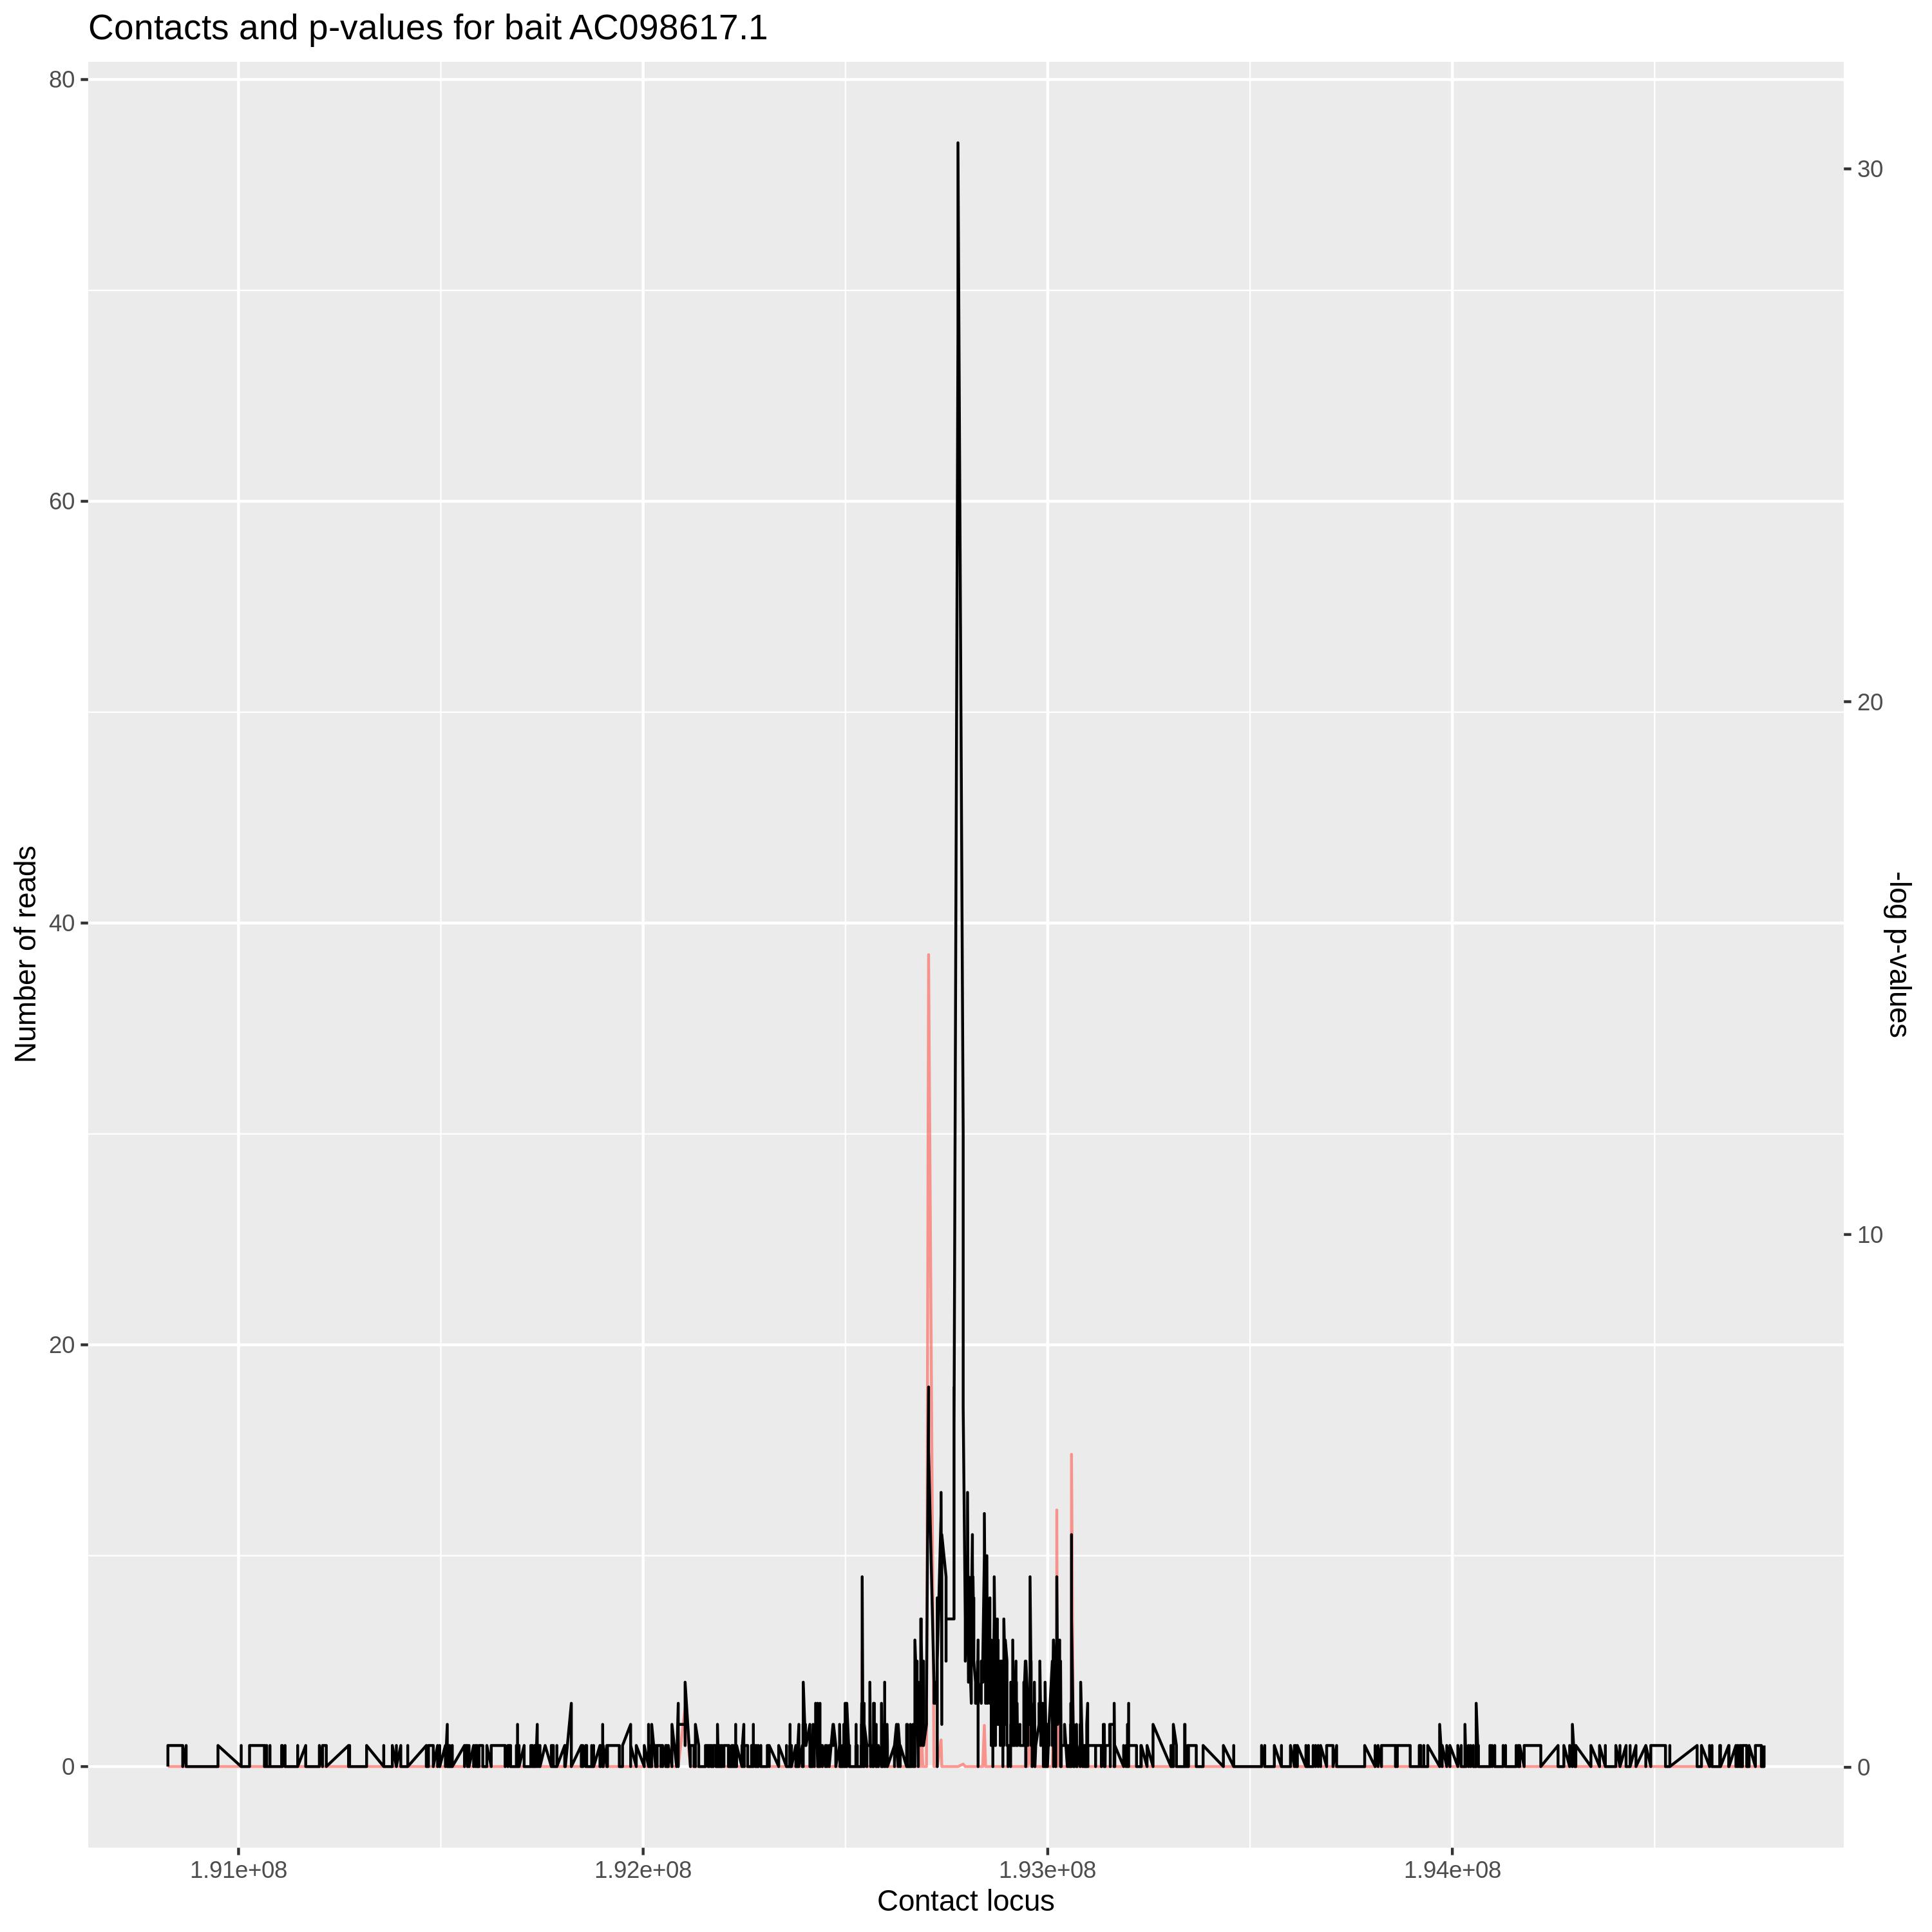 Contacts and p-values for bait AC098617.1
80
60
40
20
0
Number of reads
30
20
10
0
-log p-values
1.91e+08
1.92e+08
1.93e+08
1.94e+08
Contact locus